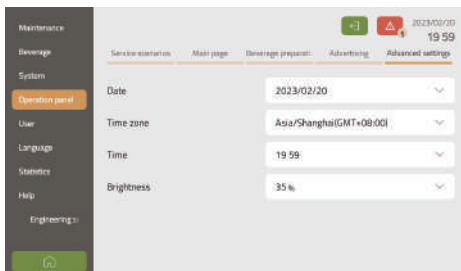 Maintenance
2023/02/20
19 59
Beverage
Service scenarios Main page Beverage preparati Advertising Advanced settings
System
Operation panel
Date 2023/02/20
User
Time zone Asia/Shanghai(GMT+08:00)
Language
Time 19 59
Statistics
Help
Brightness 35 %
Engineering s